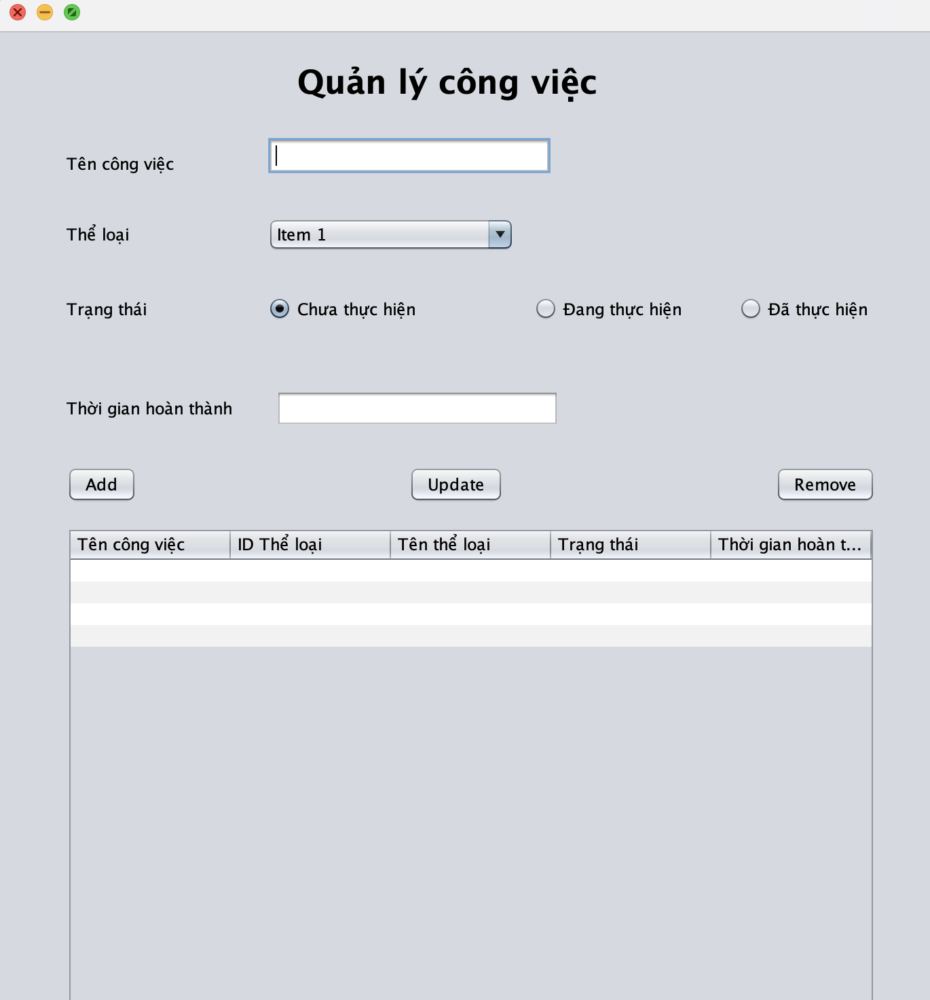 Quản lý công việc
Tên công việc
Thể loại
Item 1
Trạng thái
Chưa thực hiện
Đang thực hiện
Đã thực hiện
Thời gian hoàn thành
Add
Update
Remove
Tên công việc
ID Thể loại
Tên thể loại
Trạng thái
Thời gian hoàn t...